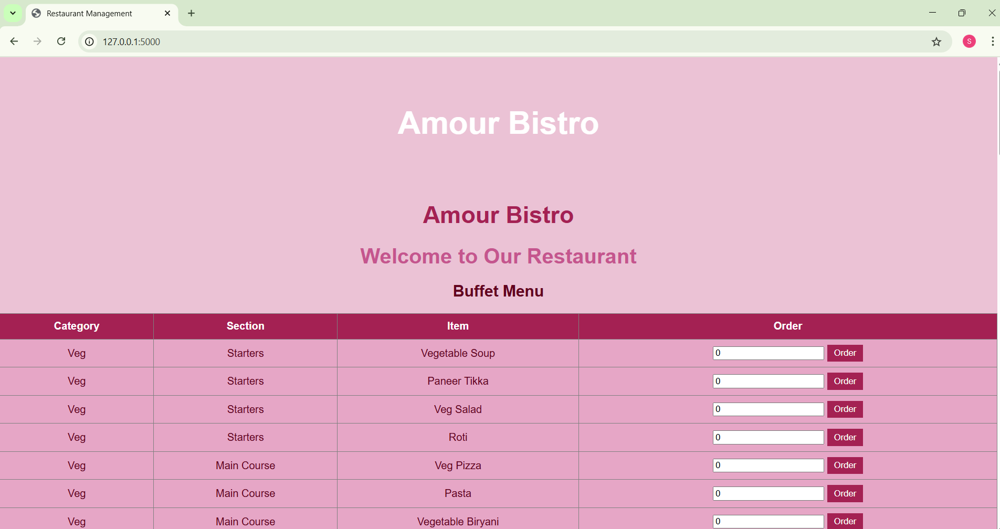 Restaurant Management
127.0.0.1:5000
S
Amour Bistro
Amour Bistro
Welcome to Our Restaurant
Buffet Menu
Category Section Item Order
Veg Starters Vegetable Soup 0 Order
Veg Starters Paneer Tikka 0 Order
Veg Starters Veg Salad 0 Order
Veg Starters Roti 0 Order
Veg Main Course Veg Pizza 0 Order
Veg Main Course Pasta 0 Order
Veg Main Course Vegetable Biryani 0 Order